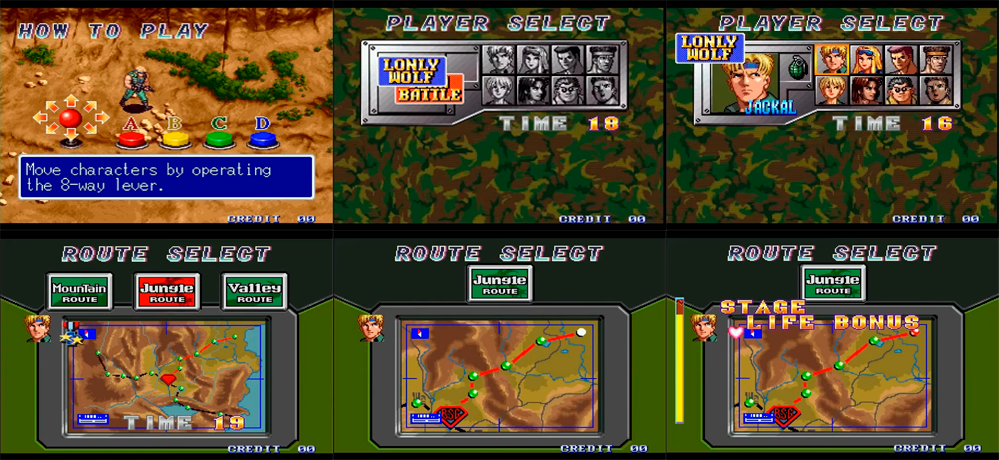 HOW TO PLAY
A B C D
Move characters by operating
the 8-way lever.
CREDIT 00
PLAYER SELECT
LONLY
WOLF
BATTLE
TIME 18
CREDIT 00
PLAYER SELECT
LONLY
WOLF
JACKAL
TIME 16
CREDIT 00
ROUTE SELECT
Mountain
ROUTE
Jungle
ROUTE
Valley
ROUTE
TIME 19
CREDIT 00
ROUTE SELECT
Jungle
ROUTE
CREDIT 00
ROUTE SELECT
Jungle
ROUTE
STAGE
LIFE BONUS
CREDIT 00